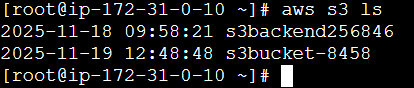 [root@ip-172-31-0-10 ~]# aws s3 ls
2025-11-18 09:58:21 s3backend256846
2025-11-19 12:48:48 s3bucket-8458
[root@ip-172-31-0-10 ~]#